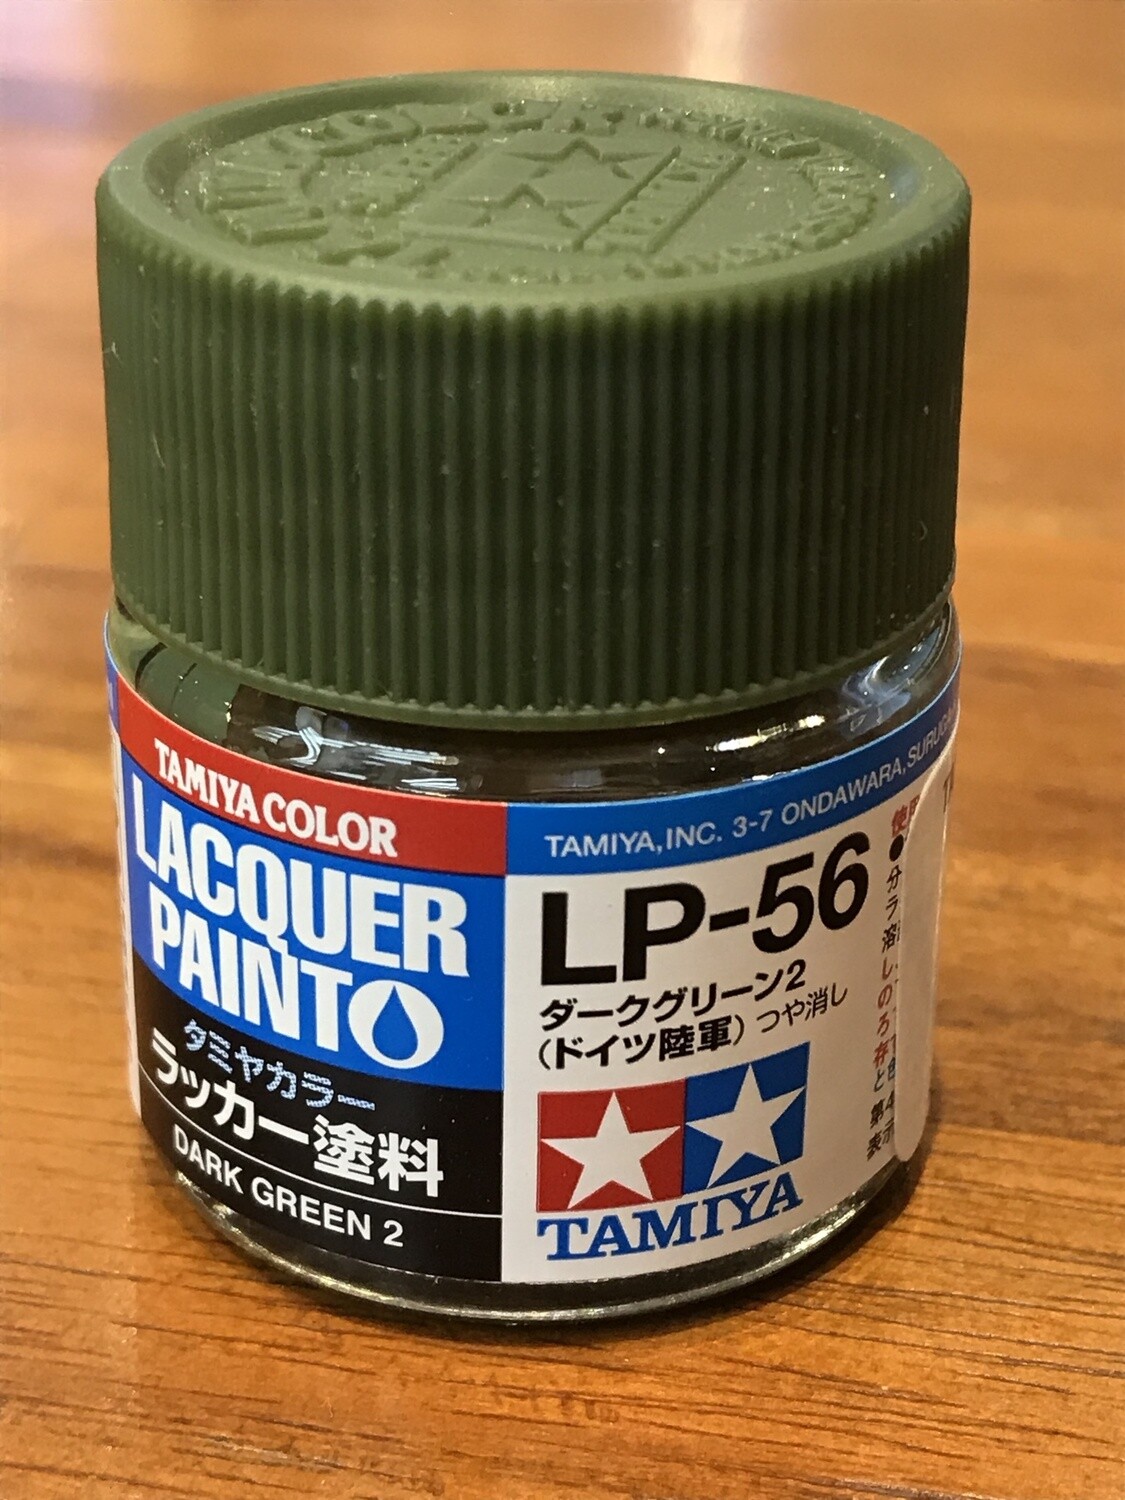 COLOR
TAMIYA COLOR
LACQUER
PAINT
タミヤカラー
ラッカー塗料
DARK GREEN 2
TAMIYA, INC. 3-7 ONDAWARA, SURUGA
LP-56
ダークグリーン2
(ドイツ陸軍) つや消し
TAMIYA